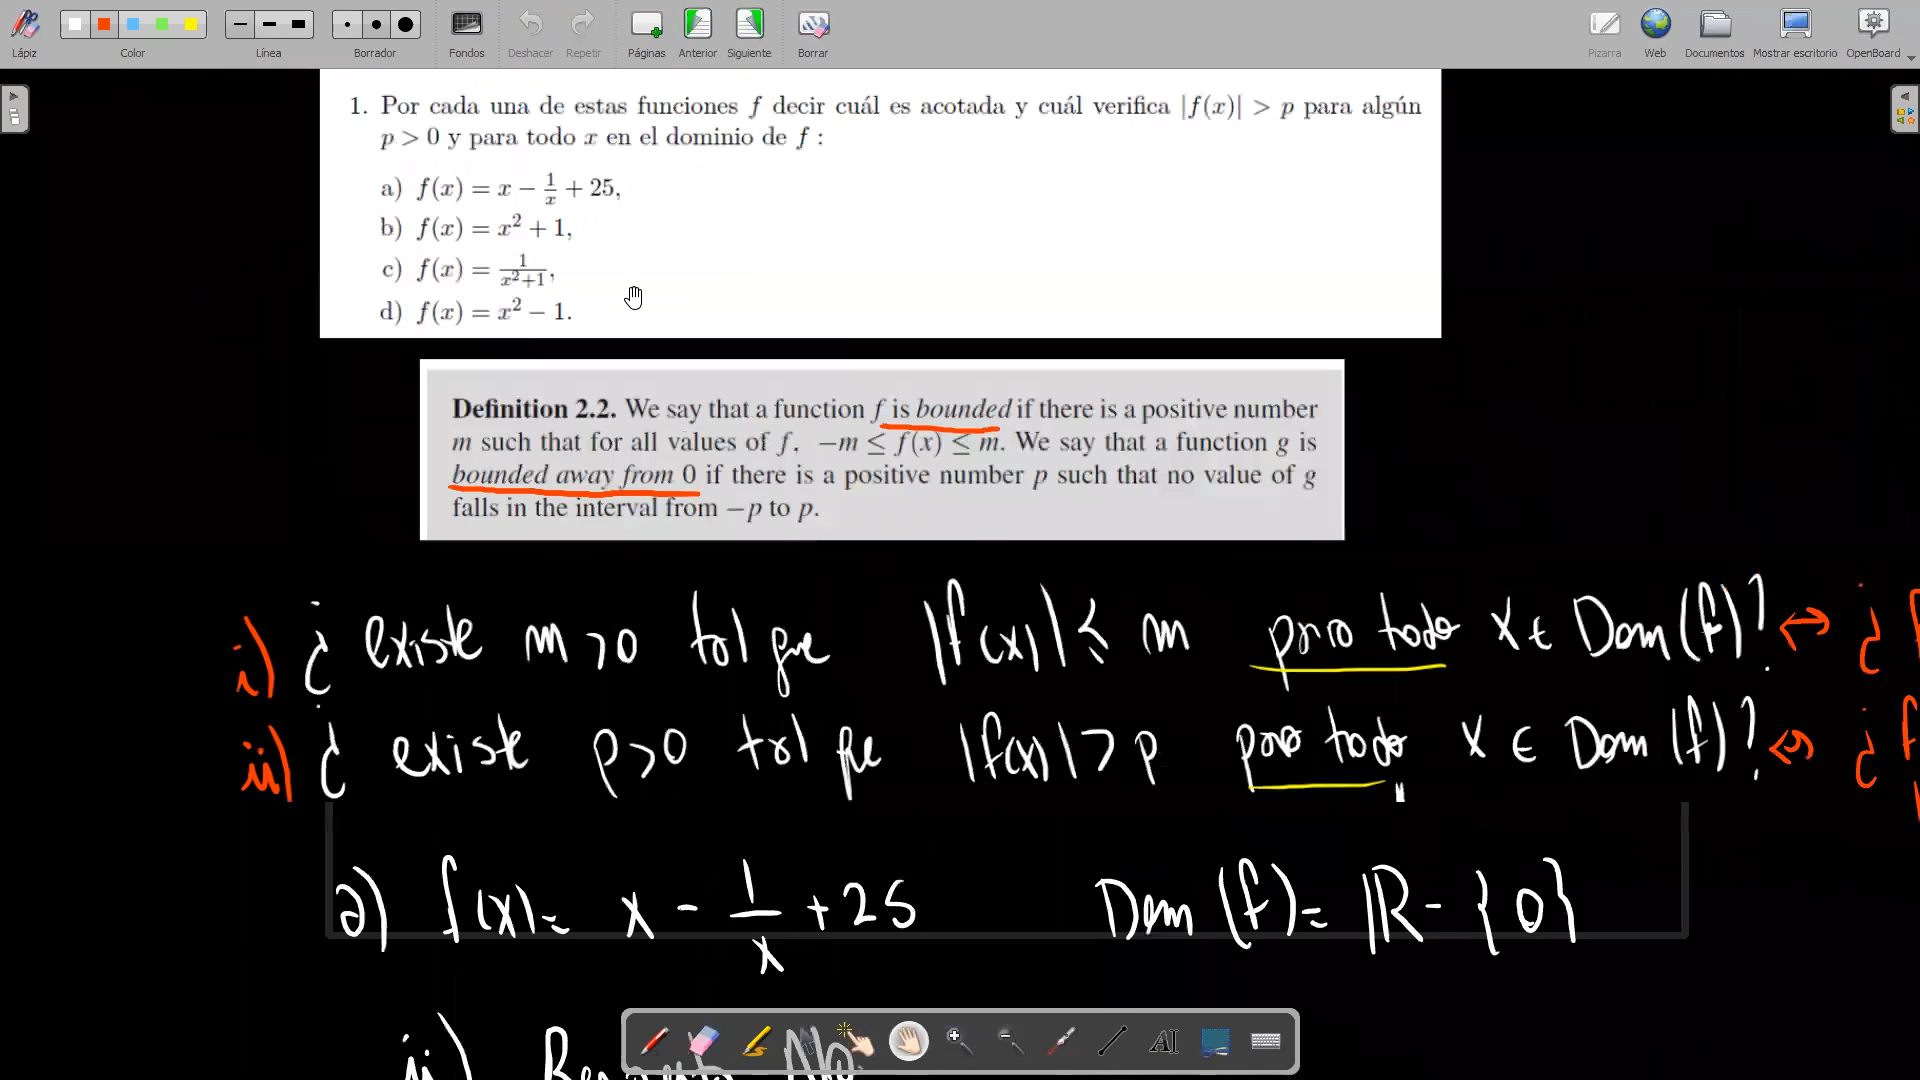 Lápiz Color Línea Borrador Fondos Deshacer Repetir Páginas Anterior Siguiente Borrar Pizarra Web Documentos Mostrar escritorio OpenBoard
1. Por cada una de estas funciones f decir cuál es acotada y cuál verifica |f(x)| > p para algún
p > 0 y para todo x en el dominio de f :
a) f(x) = x − 1/x + 25,
b) f(x) = x² + 1,
c) f(x) = 1/(x²+1),
d) f(x) = x² − 1.
Definition 2.2. We say that a function f is bounded if there is a positive number
m such that for all values of f, −m ≤ f(x) ≤ m. We say that a function g is
bounded away from 0 if there is a positive number p such that no value of g
falls in the interval from −p to p.
i) ¿ existe m>0 tal que |f(x)| ≤ m para todo x ∈ Dom(f)? ↔ ¿
ii) ¿ existe p>0 tal que |f(x)| > p para todo x ∈ Dom(f)? ↔ ¿
a) f(x)= x − 1/x + 25 Dom(f)= ℝ − {0}
ii)